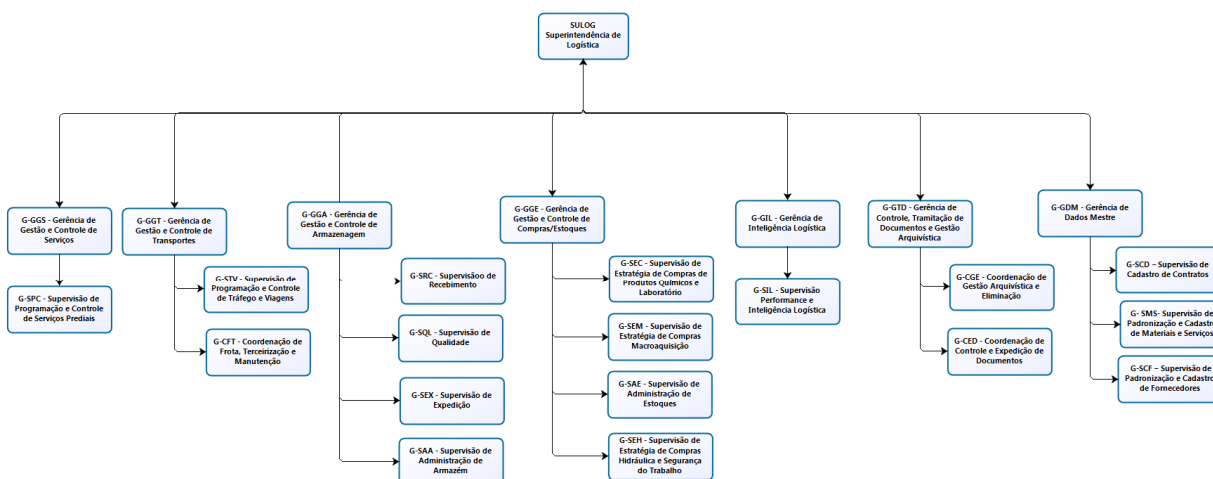 SULOG
Superintendência de
Logística
G-GGS - Gerência de
Gestão e Controle de
Serviços
G-SPC - Supervisão de
Programação e Controle
de Serviços Prediais
G-GGT - Gerência de
Gestão e Controle de
Transportes
G-STV - Supervisão de
Programação e Controle
de Tráfego e Viagens
G-CFT - Coordenação de
Frota, Terceirização e
Manutenção
G-GGA - Gerência de
Gestão e Controle de
Armazenagem
G-SRC - Supervisãoo de
Recebimento
G-SQL - Supervisão de
Qualidade
G-SEX - Supervisão de
Expedição
G-SAA - Supervisão de
Administração de
Armazém
G-GGE - Gerência de
Gestão e Controle de
Compras/Estoques
G-SEC - Supervisão de
Estratégia de Compras de
Produtos Químicos e
Laboratório
G-SEM - Supervisão de
Estratégia de Compras
Macroaquisição
G-SAE - Supervisão de
Administração de
Estoques
G-SEH - Supervisão de
Estratégia de Compras
Hidráulica e Segurança
do Trabalho
G-GIL - Gerência de
Inteligência Logística
G-SIL - Supervisão
Performance e
Inteligência Logística
G-GTD - Gerência de
Controle, Tramitação de
Documentos e Gestão
Arquivística
G-CGE - Coordenação de
Gestão Arquivística e
Eliminação
G-CED - Coordenação de
Controle e Expedição de
Documentos
G-GDM - Gerência de
Dados Mestre
G-SCD – Supervisão de
Cadastro de Contratos
G- SMS- Supervisão de
Padronização e Cadastro
de Materiais e Serviços
G-SCF – Supervisão de
Padronização e Cadastro
de Fornecedores